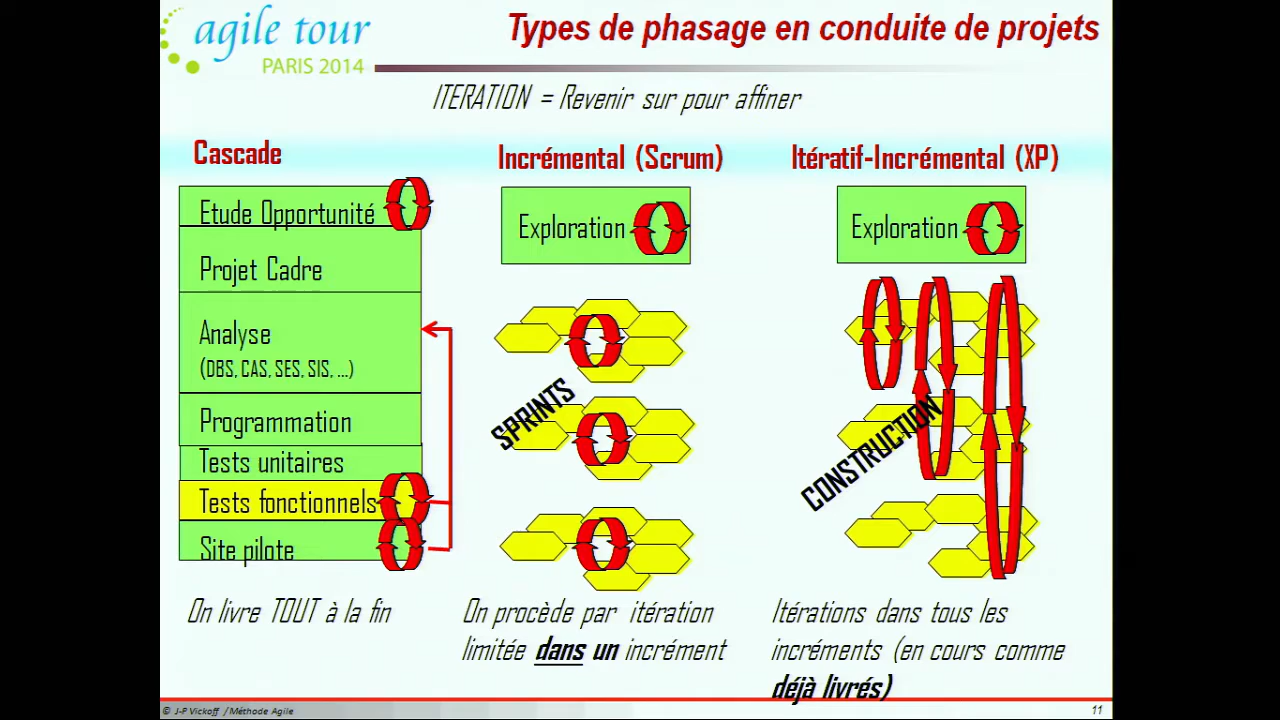 agile tour
PARIS 2014
Types de phasage en conduite de projets
ITERATION = Revenir sur pour affiner
Cascade
Etude Opportunité
Projet Cadre
Analyse
(DBS, CAS, SES, SIS, ...)
Programmation
Tests unitaires
Tests fonctionnels
Site pilote
On livre TOUT à la fin
Incrémental (Scrum)
Exploration
SPRINTS
On procède par itération
limitée dans un incrément
Itératif-Incrémental (XP)
Exploration
CONSTRUCTION
Itérations dans tous les
incréments (en cours comme
déjà livrés)
© J-P Vickoff /Méthode Agile
11